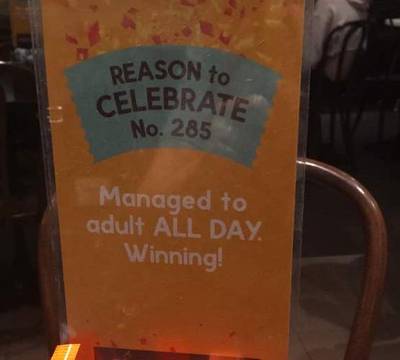 REASON to
CELEBRATE
No. 285
Managed to
adult ALL DAY.
Winning!